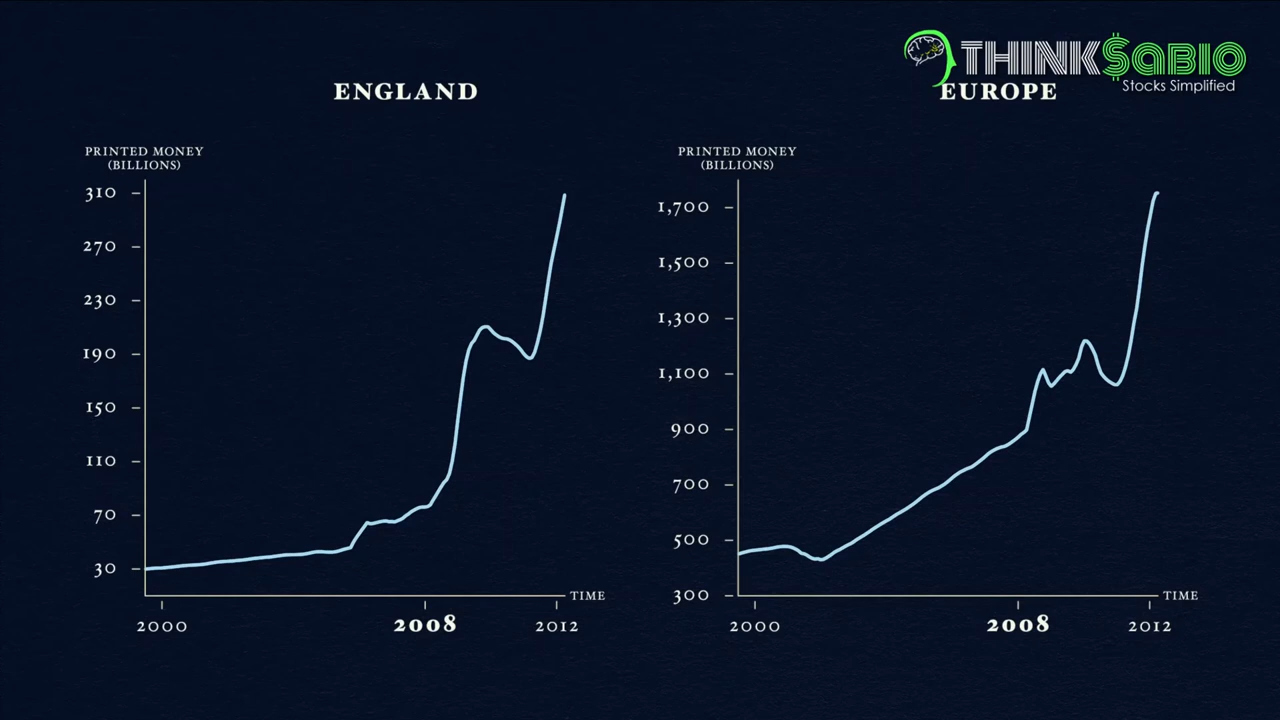 THINK$ABIO
Stocks Simplified
ENGLAND
PRINTED MONEY
(BILLIONS)
310
270
230
190
150
110
70
30
TIME
2000
2008
2012
EUROPE
PRINTED MONEY
(BILLIONS)
1,700
1,500
1,300
1,100
900
700
500
300
TIME
2000
2008
2012